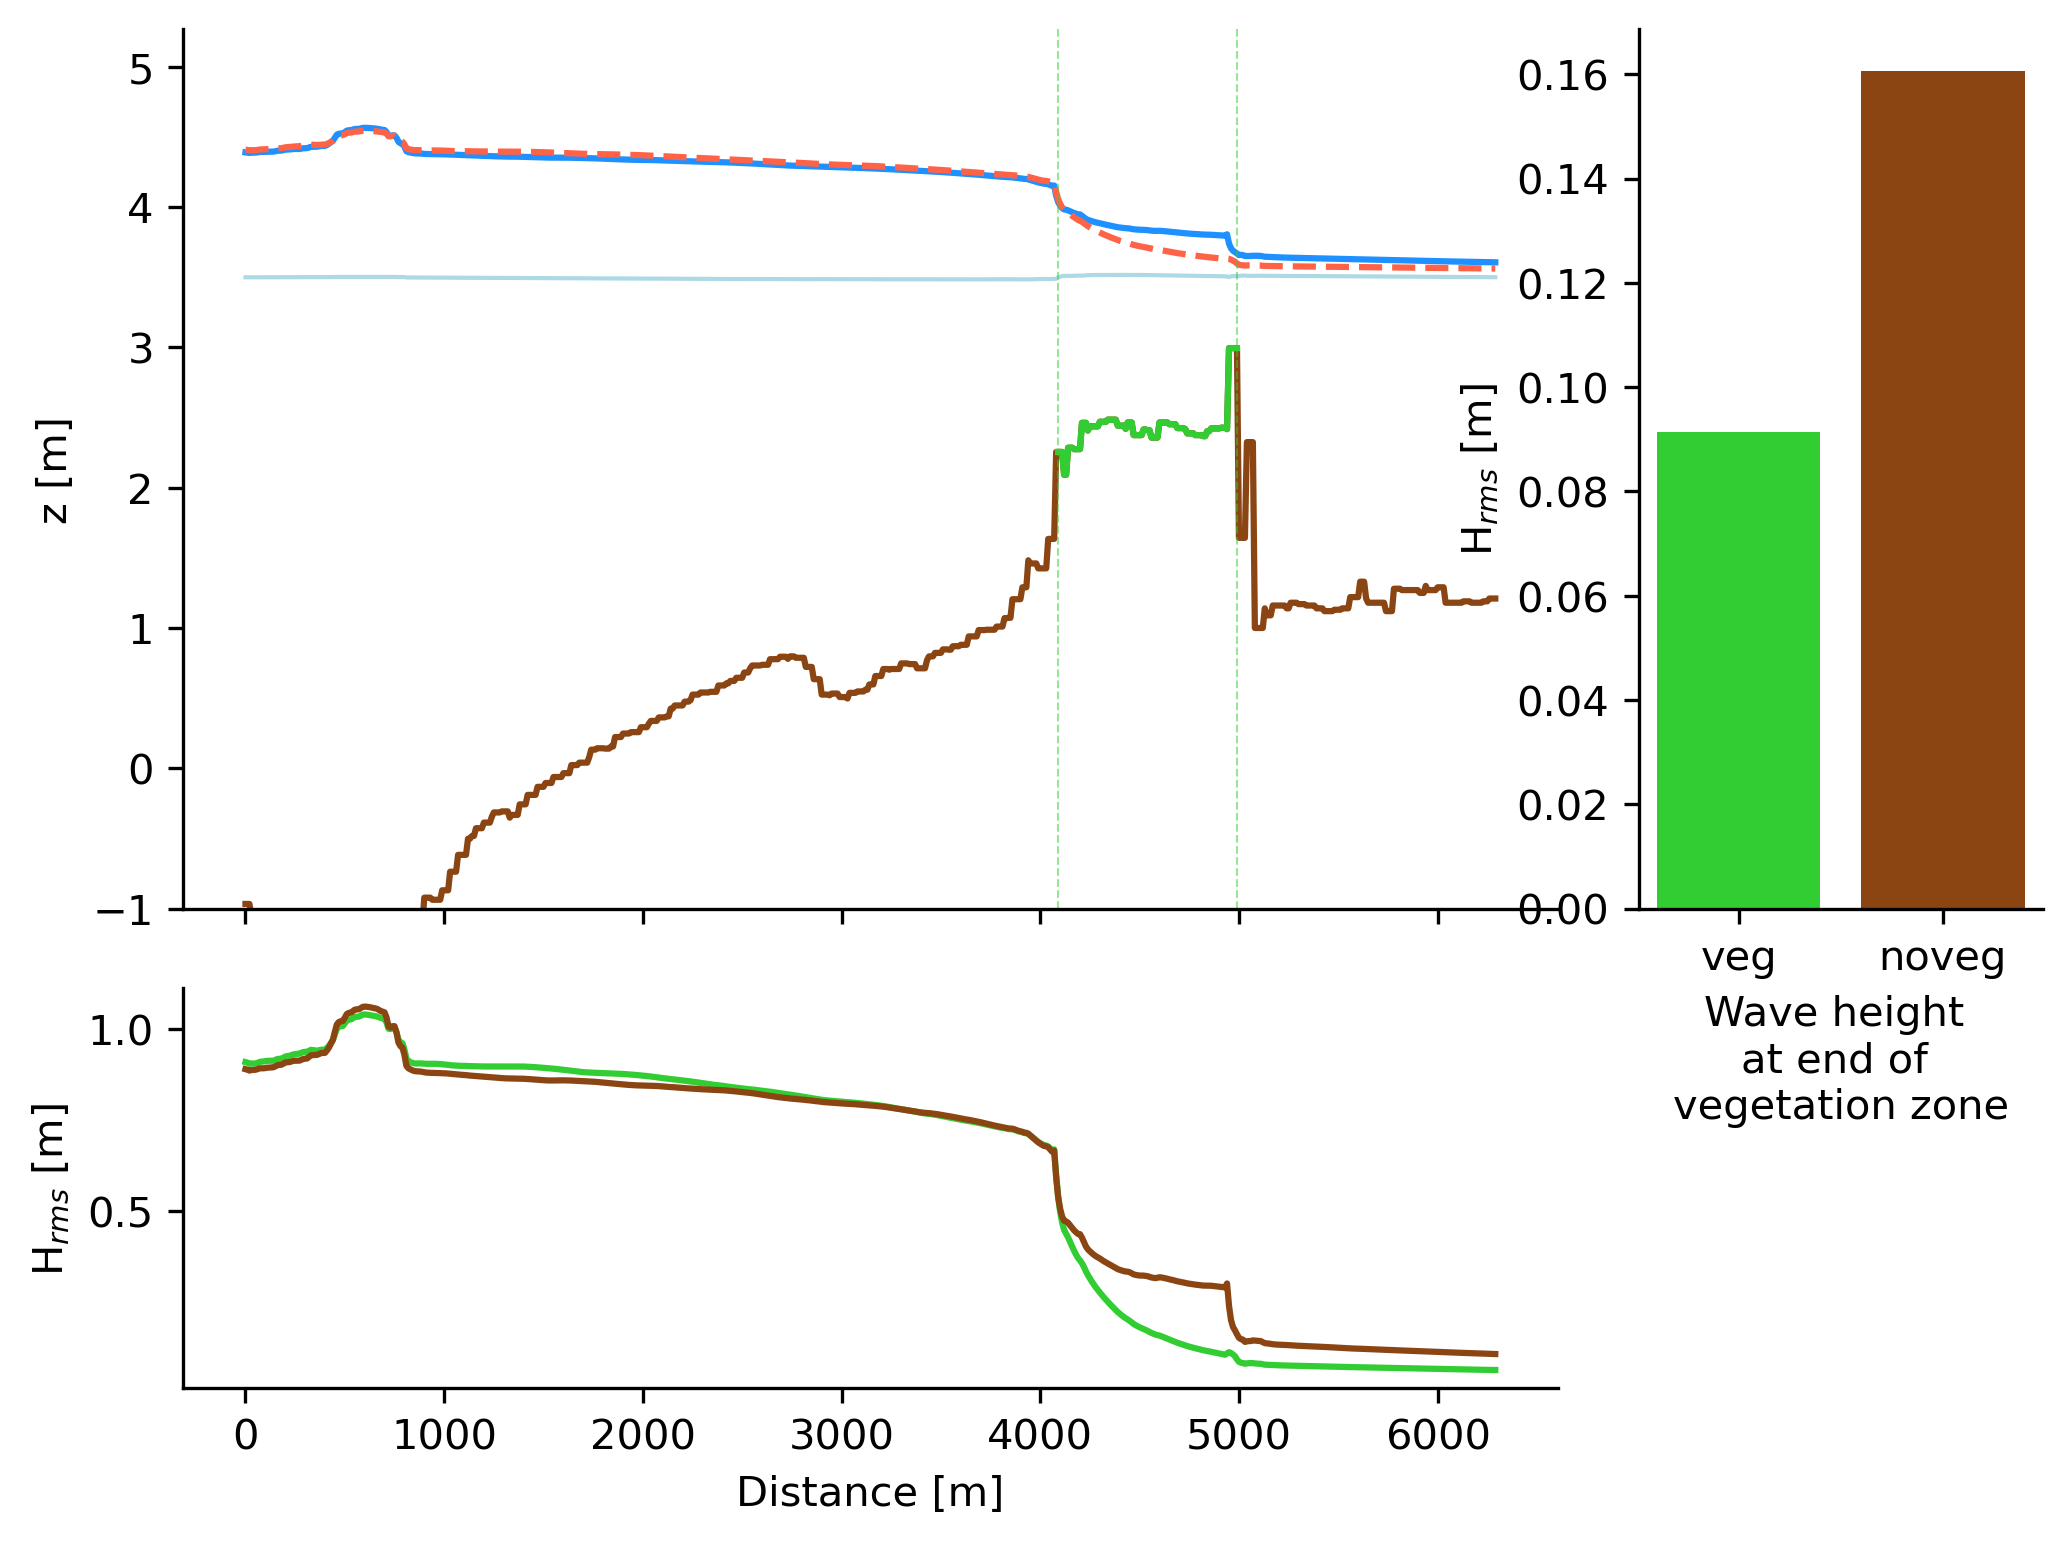 5
4
3
2
1
0
−1
z [m]
0.16
0.14
0.12
0.10
0.08
0.06
0.04
0.02
0.00
H_rms [m]
veg noveg
Wave height
at end of
vegetation zone
1.0
0.5
H_rms [m]
0 1000 2000 3000 4000 5000 6000
Distance [m]